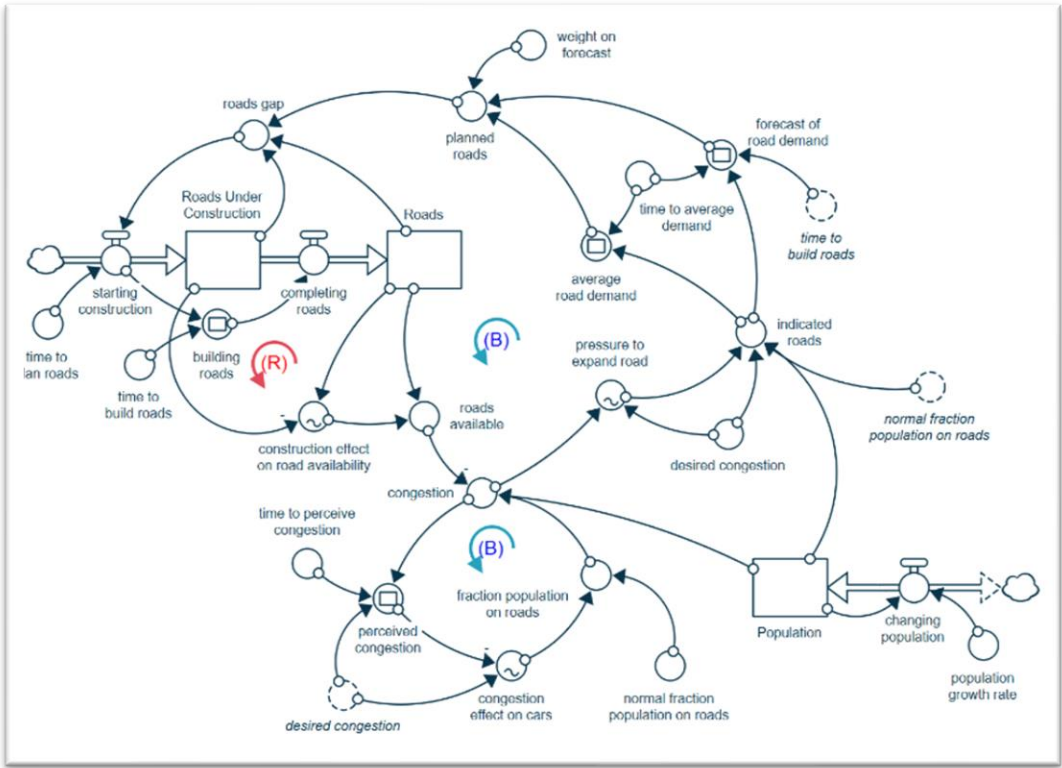 weight on
forecast
roads gap
planned
roads
forecast of
road demand
Roads Under
Construction
Roads
time to average
demand
time to
build roads
average
road demand
starting
construction
completing
roads
indicated
roads
time to
lan roads
building
roads
time to
build roads
(R)
(B)
pressure to
expand road
roads
available
-
construction effect
on road availability
normal fraction
population on roads
desired congestion
-
congestion
time to perceive
congestion
(B)
fraction population
on roads
perceived
congestion
-
Population
changing
population
congestion
effect on cars
normal fraction
population on roads
population
growth rate
desired congestion